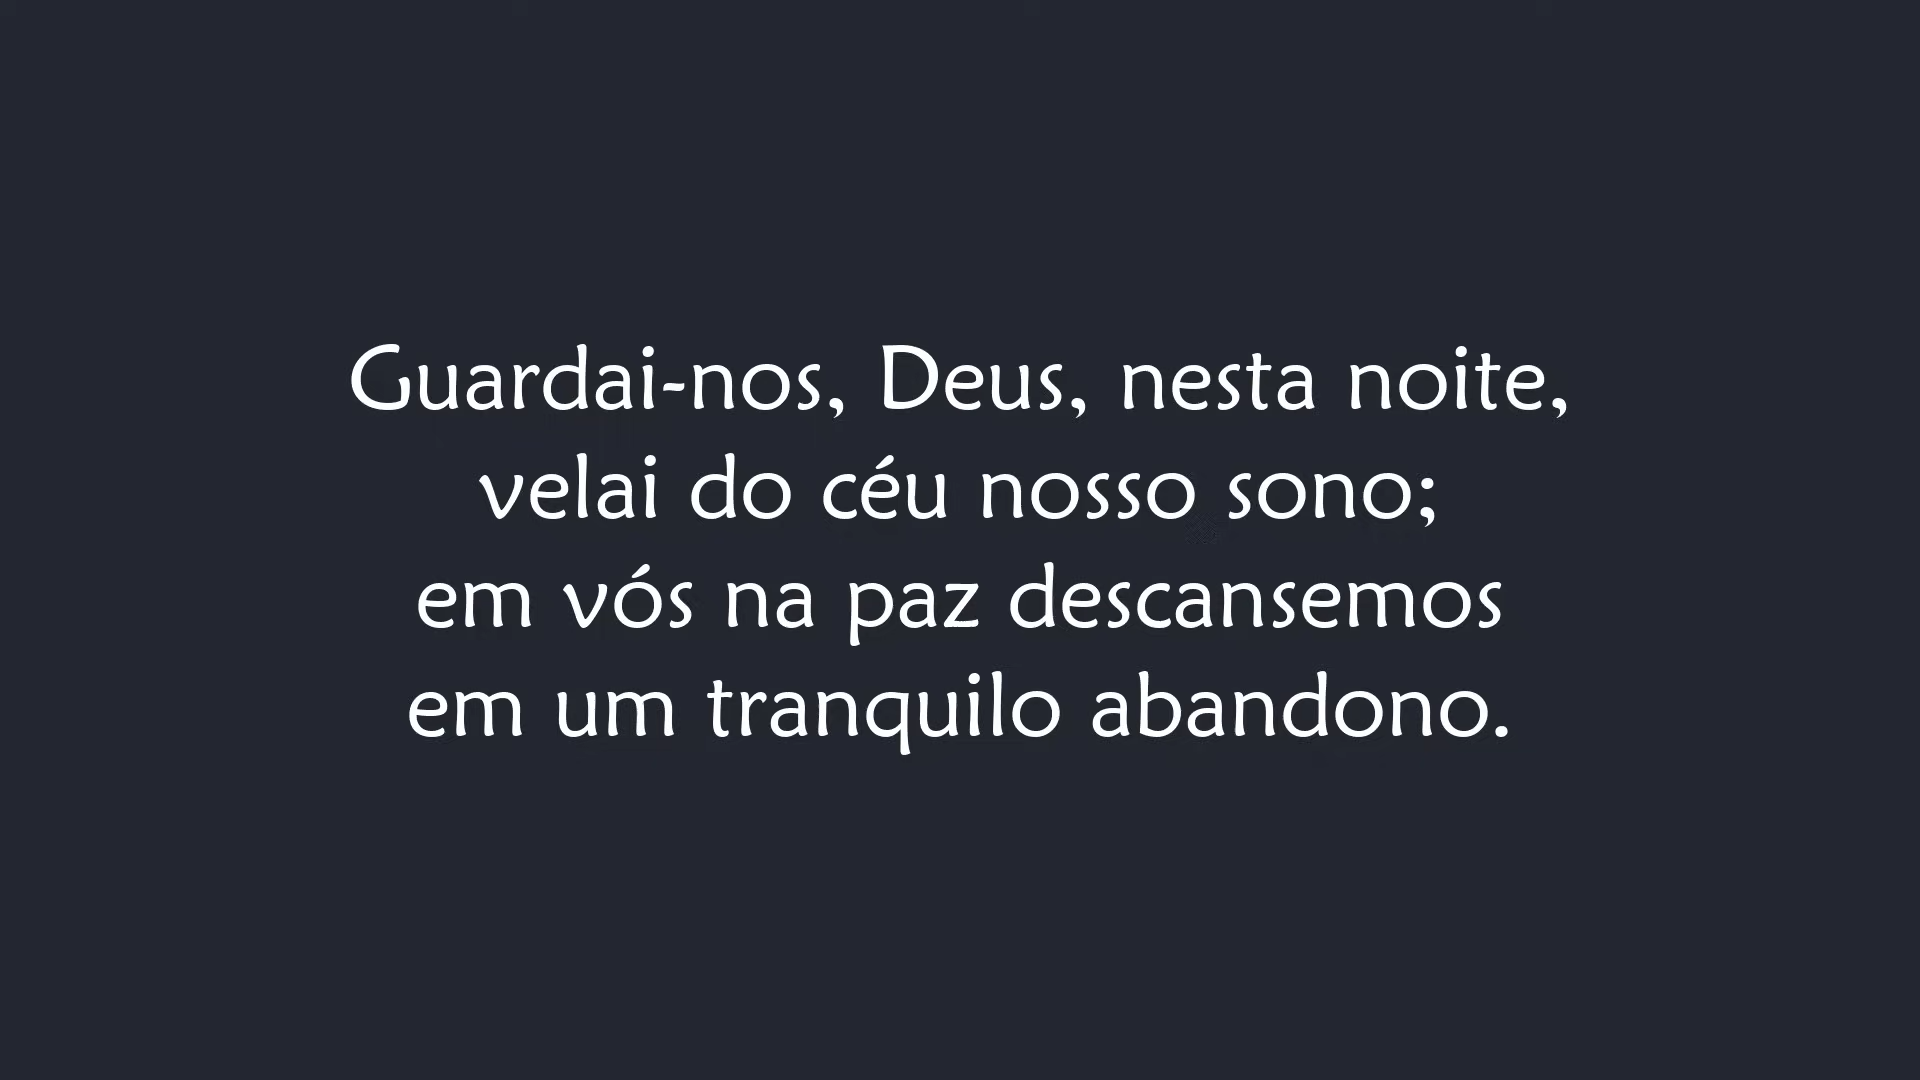 Guardai-nos, Deus, nesta noite,
velai do céu nosso sono;
em vós na paz descansemos
em um tranquilo abandono.